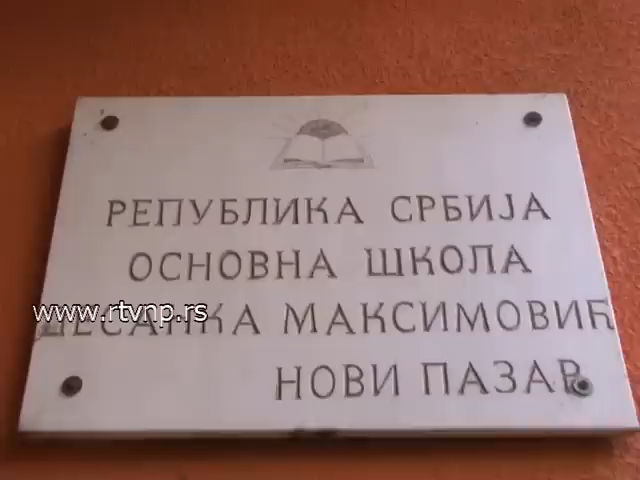 РЕПУБЛИКА СРБИЈА
ОСНОВНА ШКОЛА
www.rtvnp.rs
ДЕСАНКА МАКСИМОВИЋ
НОВИ ПАЗАР